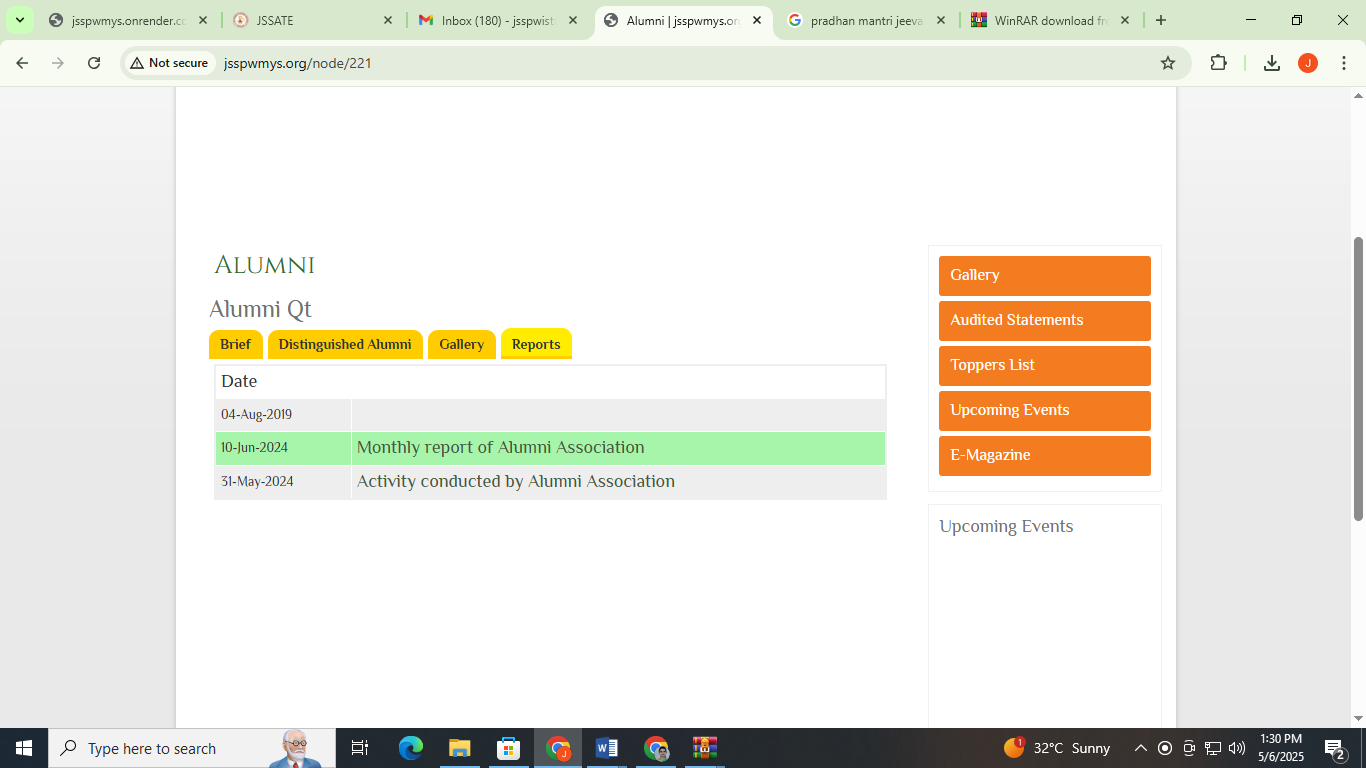 jsspwmys.onrender.c
JSSATE
Inbox (180) - jsspwist
Alumni | jsspwmys.or
pradhan mantri jeeva
WinRAR download fr
Not secure
jsspwmys.org/node/221
J
Alumni
Alumni Qt
Brief
Distinguished Alumni
Gallery
Reports
Date
04-Aug-2019
10-Jun-2024 Monthly report of Alumni Association
31-May-2024 Activity conducted by Alumni Association
Gallery
Audited Statements
Toppers List
Upcoming Events
E-Magazine
Upcoming Events
Type here to search
J
1
32°C Sunny
1:30 PM
5/6/2025
2